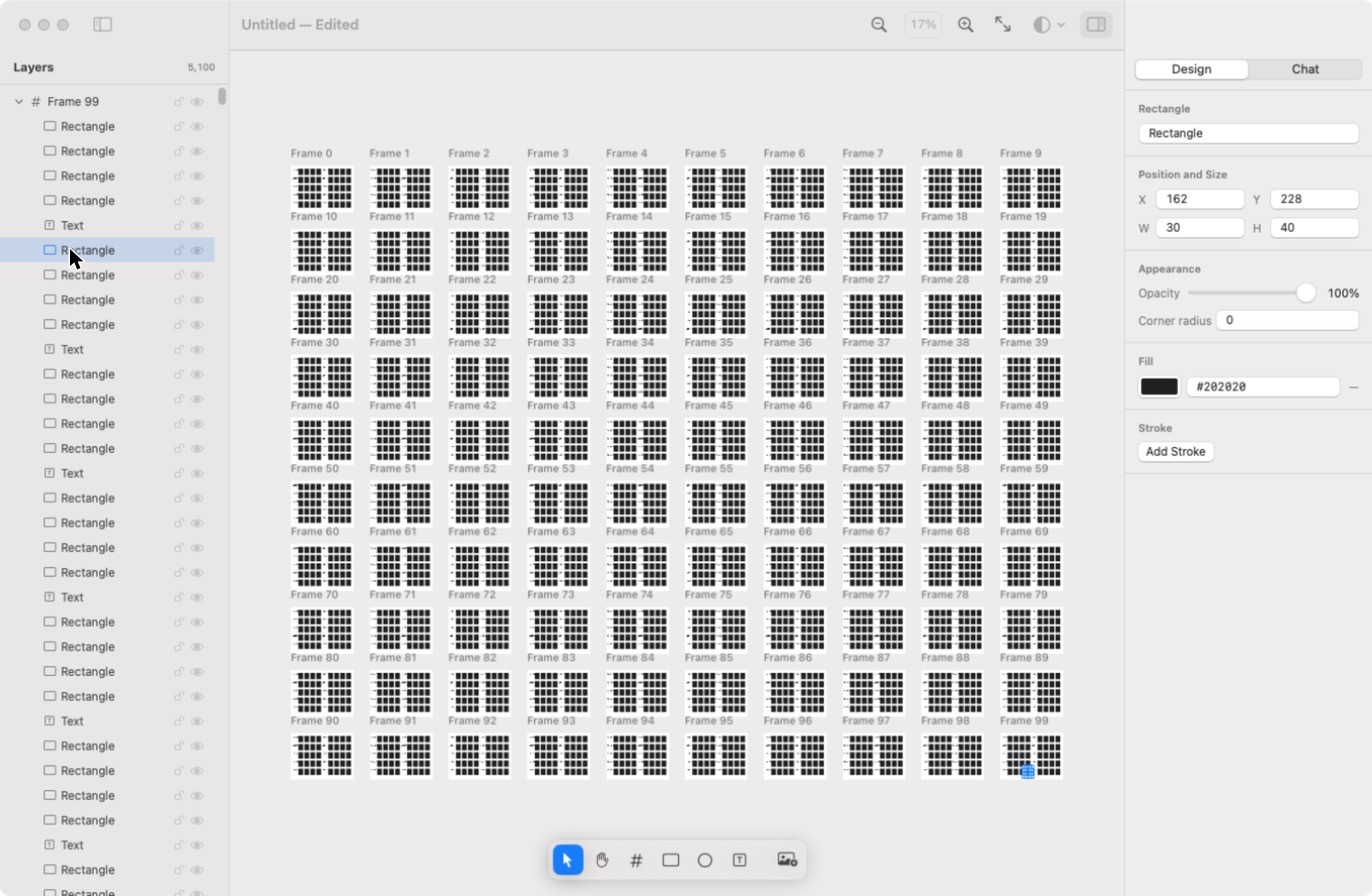 Untitled — Edited
17%
Layers
5,100
Frame 99
Rectangle
Rectangle
Rectangle
Rectangle
Text
Rectangle
Rectangle
Rectangle
Rectangle
Text
Rectangle
Rectangle
Rectangle
Rectangle
Text
Rectangle
Rectangle
Rectangle
Rectangle
Text
Rectangle
Rectangle
Rectangle
Rectangle
Text
Rectangle
Rectangle
Rectangle
Rectangle
Text
Rectangle
Rectangle
Frame 0 Frame 1 Frame 2 Frame 3 Frame 4 Frame 5 Frame 6 Frame 7 Frame 8 Frame 9
Frame 10 Frame 11 Frame 12 Frame 13 Frame 14 Frame 15 Frame 16 Frame 17 Frame 18 Frame 19
Frame 20 Frame 21 Frame 22 Frame 23 Frame 24 Frame 25 Frame 26 Frame 27 Frame 28 Frame 29
Frame 30 Frame 31 Frame 32 Frame 33 Frame 34 Frame 35 Frame 36 Frame 37 Frame 38 Frame 39
Frame 40 Frame 41 Frame 42 Frame 43 Frame 44 Frame 45 Frame 46 Frame 47 Frame 48 Frame 49
Frame 50 Frame 51 Frame 52 Frame 53 Frame 54 Frame 55 Frame 56 Frame 57 Frame 58 Frame 59
Frame 60 Frame 61 Frame 62 Frame 63 Frame 64 Frame 65 Frame 66 Frame 67 Frame 68 Frame 69
Frame 70 Frame 71 Frame 72 Frame 73 Frame 74 Frame 75 Frame 76 Frame 77 Frame 78 Frame 79
Frame 80 Frame 81 Frame 82 Frame 83 Frame 84 Frame 85 Frame 86 Frame 87 Frame 88 Frame 89
Frame 90 Frame 91 Frame 92 Frame 93 Frame 94 Frame 95 Frame 96 Frame 97 Frame 98 Frame 99
Design Chat
Rectangle
Rectangle
Position and Size
X 162 Y 228
W 30 H 40
Appearance
Opacity 100%
Corner radius 0
Fill
#202020
Stroke
Add Stroke